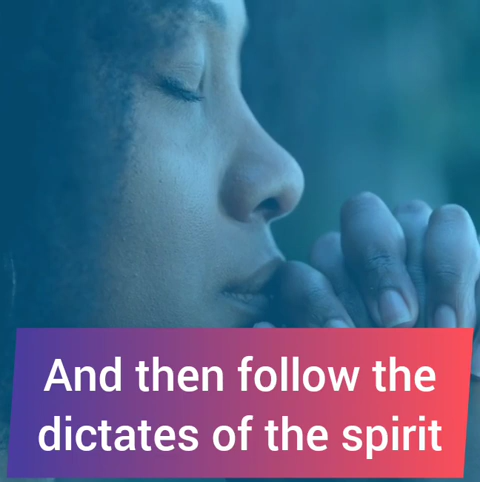 And then follow the
dictates of the spirit